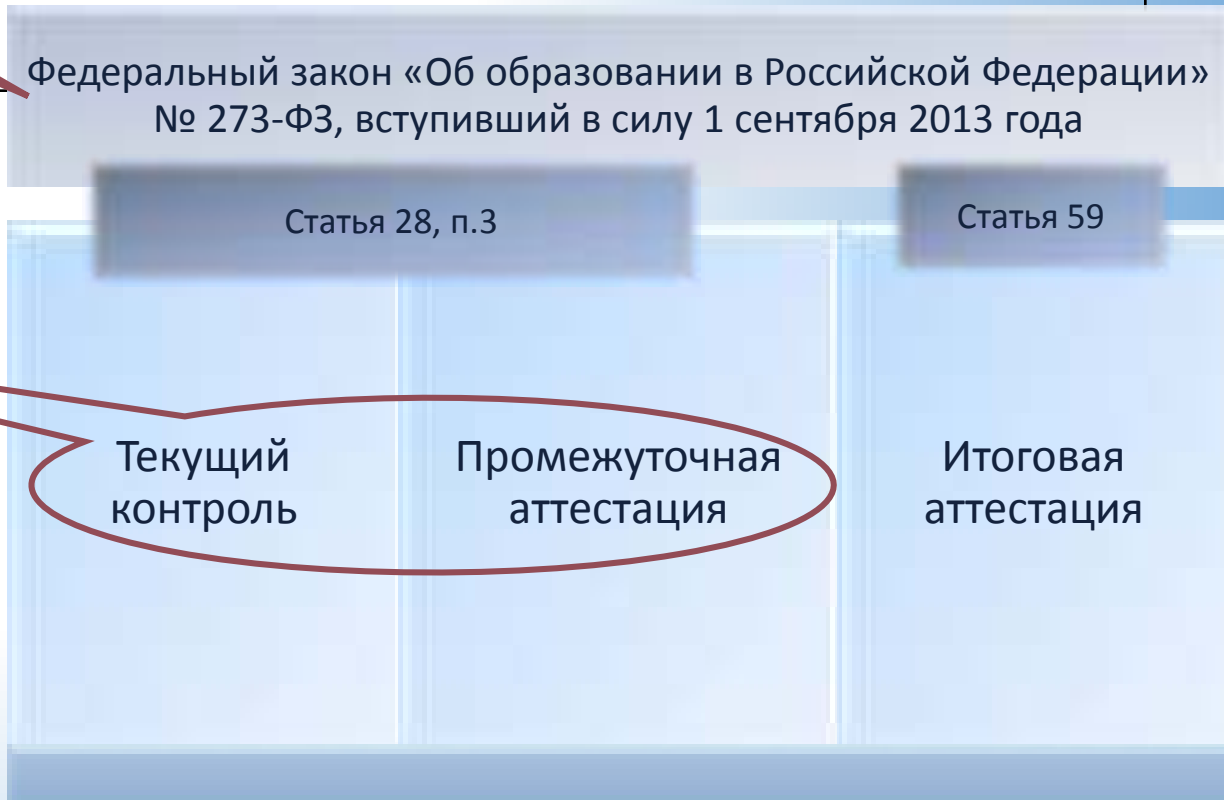 Федеральный закон «Об образовании в Российской Федерации»
№ 273-ФЗ, вступивший в силу 1 сентября 2013 года
Статья 28, п.3
Статья 59
Текущий
контроль
Промежуточная
аттестация
Итоговая
аттестация